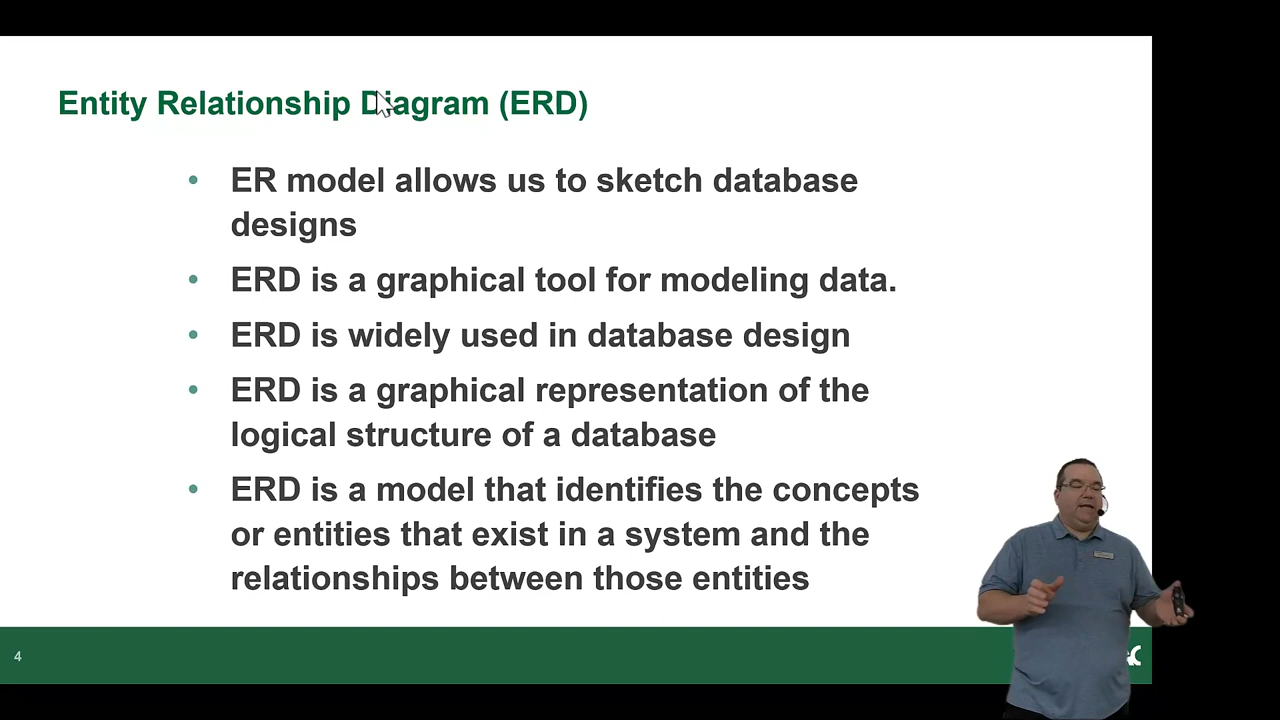 Entity Relationship Diagram (ERD)
• ER model allows us to sketch database
designs
• ERD is a graphical tool for modeling data.
• ERD is widely used in database design
• ERD is a graphical representation of the
logical structure of a database
• ERD is a model that identifies the concepts
or entities that exist in a system and the
relationships between those entities
4